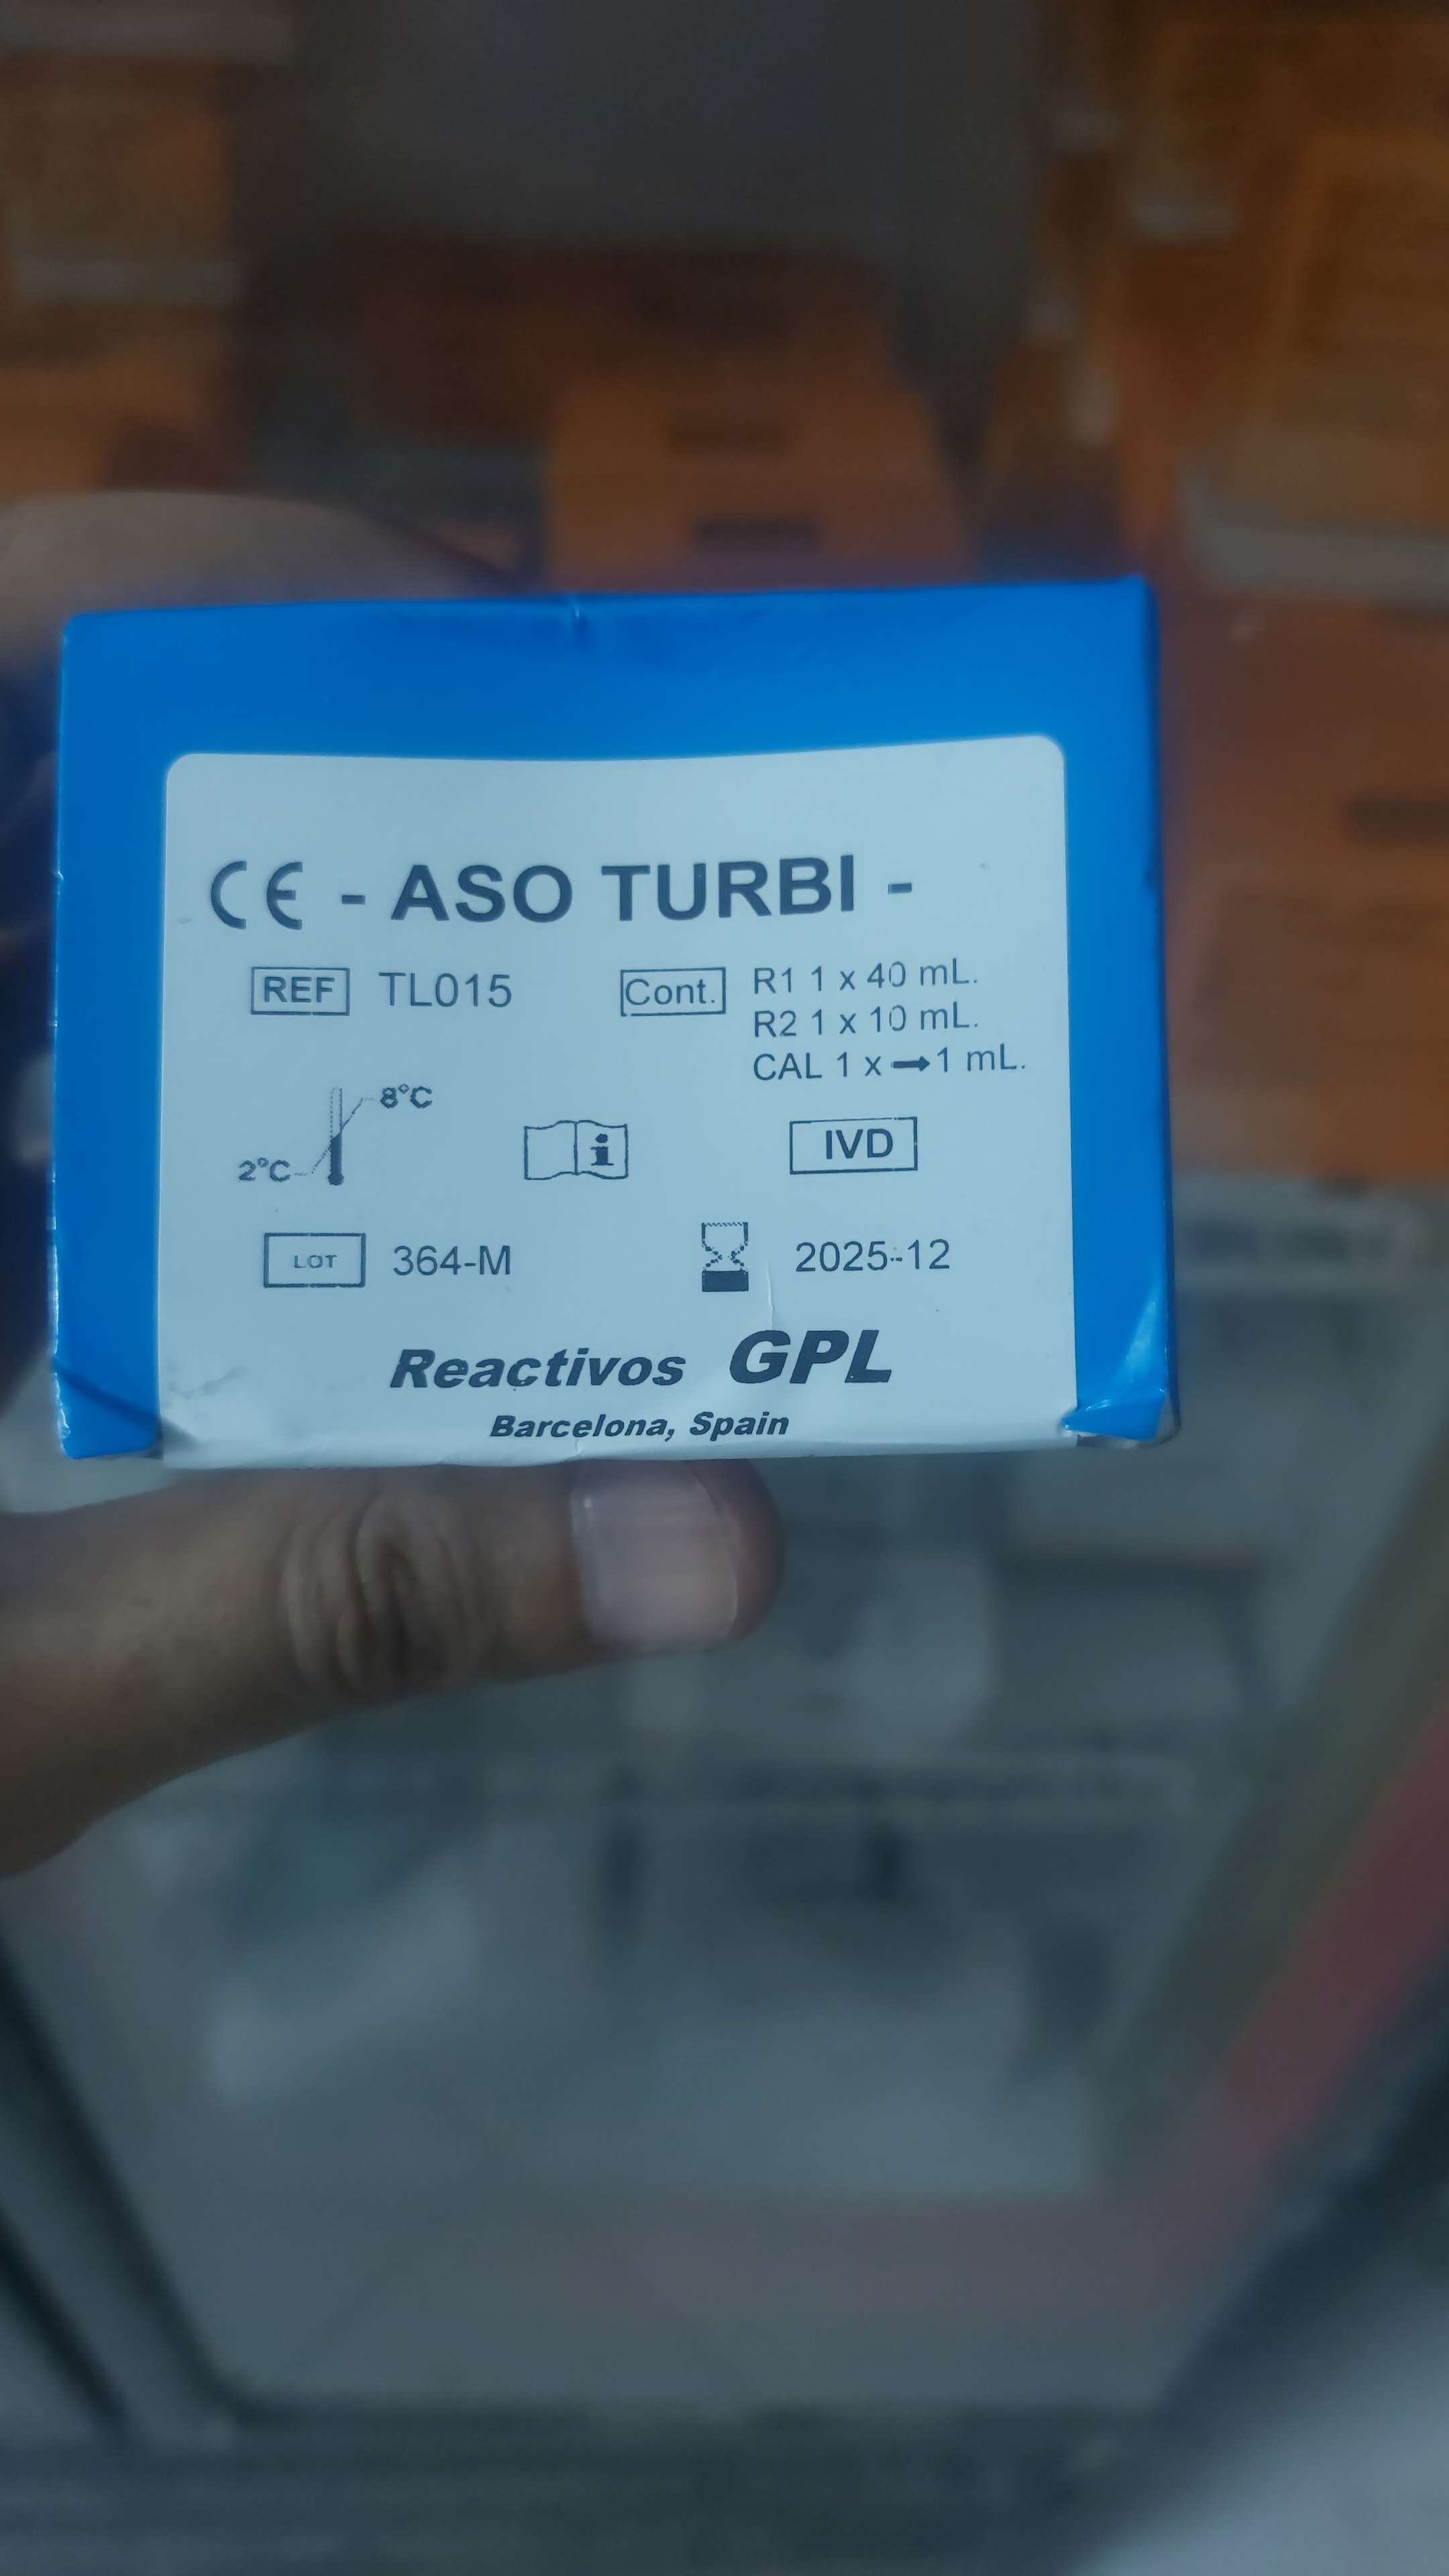 CE - ASO TURBI -
REF TL015
Cont. R1 1 x 40 mL.
R2 1 x 10 mL.
CAL 1 x →1 mL.
8°C
2°C
i
IVD
LOT 364-M
2025-12
Reactivos GPL
Barcelona, Spain